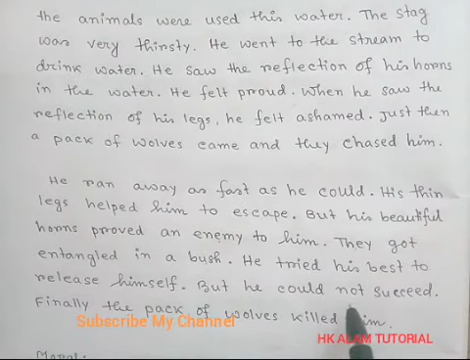 the animals were used this water. The stag
was very thirsty. He went to the stream to
drink water. He saw the reflection of his horns
in the water. He felt proud. When he saw the
reflection of his legs, he felt ashamed. Just then
a pack of wolves came and they chased him.
He ran away as fast as he could. His thin
legs helped him to escape. But his beautiful
horns proved an enemy to him. They got
entangled in a bush. He tried his best to
release himself. But he could not succeed.
Finally the pack of wolves killed him.
Subscribe My Channel
HK ALAM TUTORIAL
Moral: